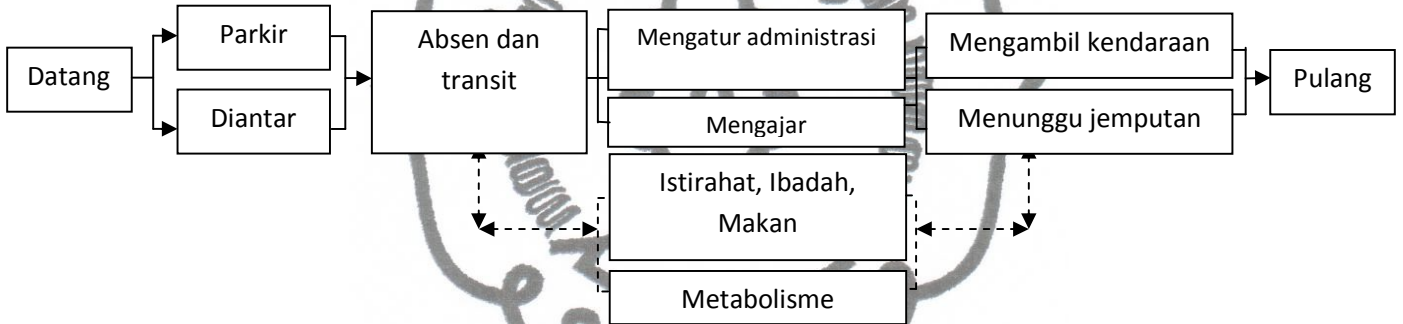 Datang
Parkir
Diantar
Absen dan
transit
Mengatur administrasi
Mengajar
Istirahat, Ibadah,
Makan
Metabolisme
Mengambil kendaraan
Menunggu jemputan
Pulang